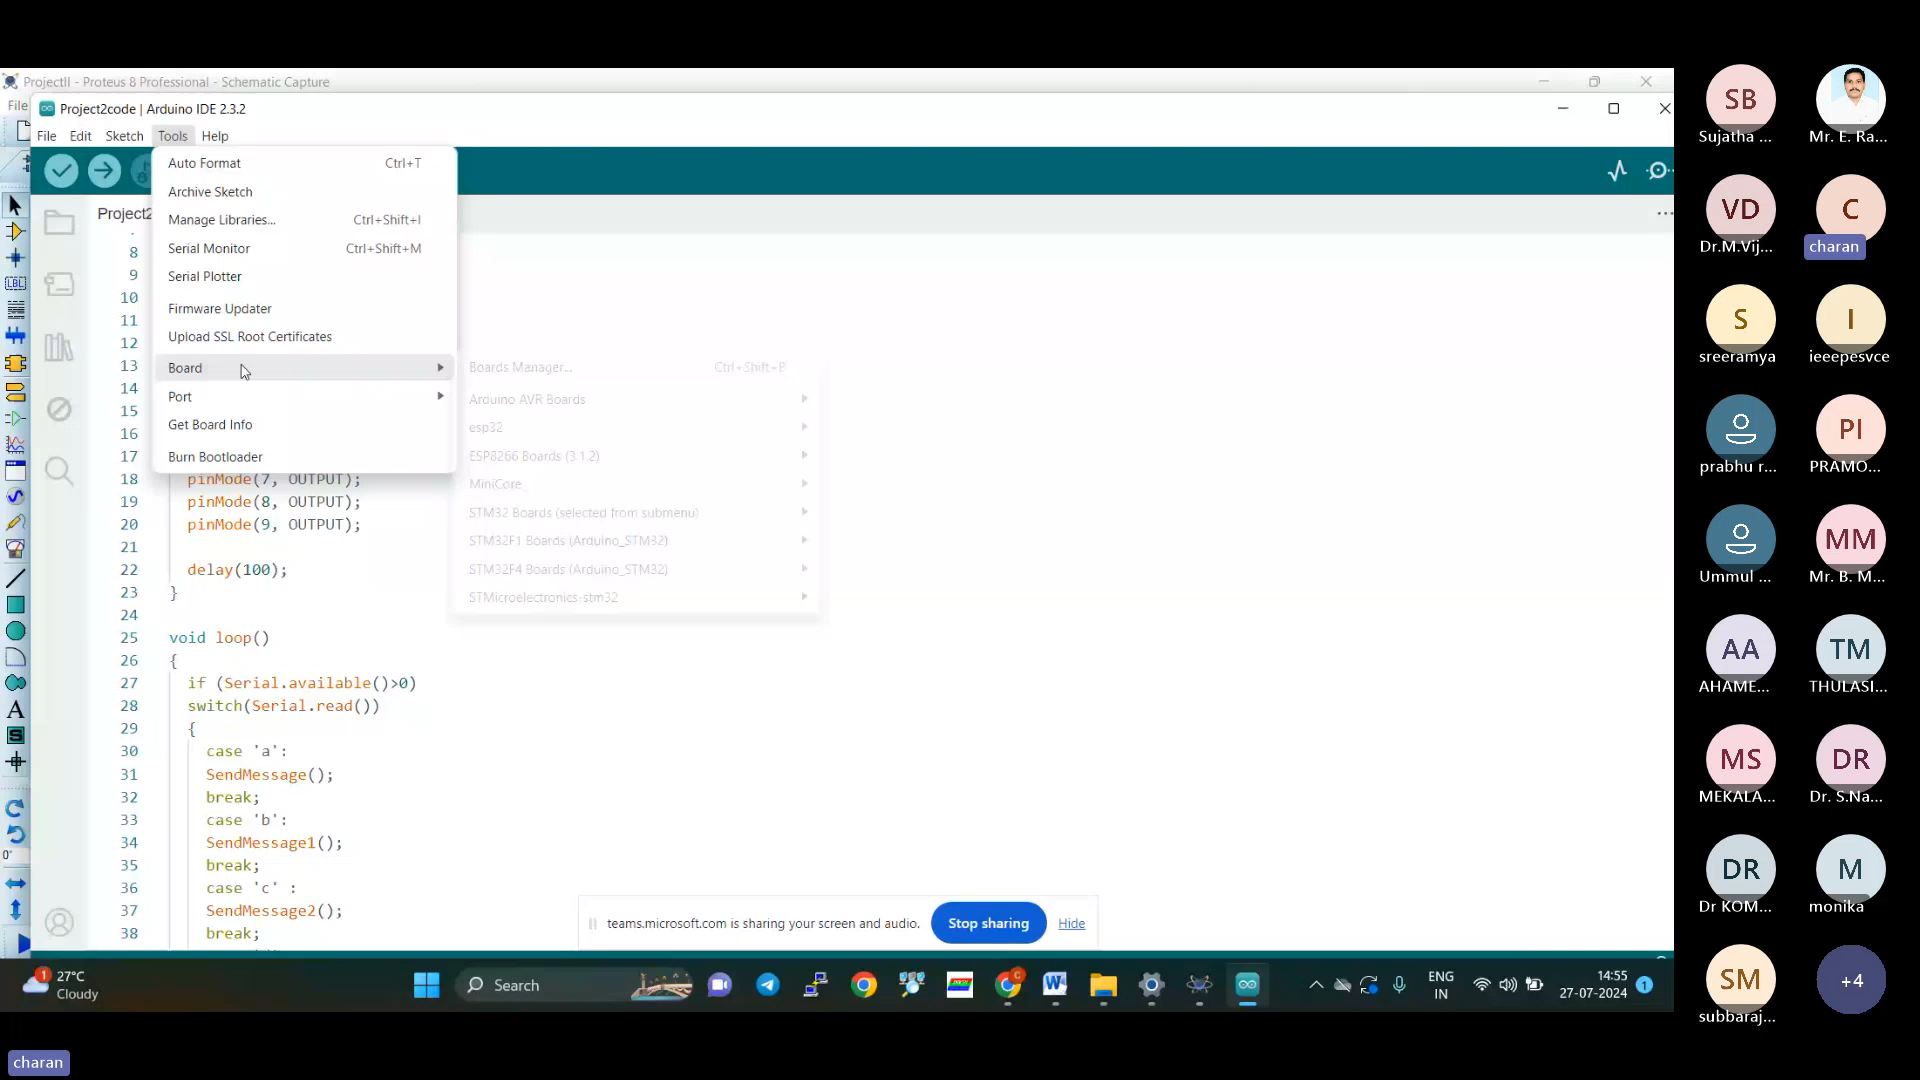 ProjectII - Proteus 8 Professional - Schematic Capture
File
Project2code | Arduino IDE 2.3.2
File Edit Sketch Tools Help
Auto Format Ctrl+T
Archive Sketch
Manage Libraries... Ctrl+Shift+I
Serial Monitor Ctrl+Shift+M
Serial Plotter
Firmware Updater
Upload SSL Root Certificates
Board
Port
Get Board Info
Burn Bootloader
Boards Manager... Ctrl+Shift+B
Arduino AVR Boards
esp32
ESP8266 Boards (3.1.2)
MiniCore
STM32 Boards (selected from submenu)
STM32F1 Boards (Arduino_STM32)
STM32F4 Boards (Arduino_STM32)
STMicroelectronics-stm32
Project2
LBL
A
S
0°
8
9
10
11
12
13
14
15
16
17
18 pinMode(7, OUTPUT);
19 pinMode(8, OUTPUT);
20 pinMode(9, OUTPUT);
21
22 delay(100);
23 }
24
25 void loop()
26 {
27 if (Serial.available()>0)
28 switch(Serial.read())
29 {
30 case 'a':
31 SendMessage();
32 break;
33 case 'b':
34 SendMessage1();
35 break;
36 case 'c' :
37 SendMessage2();
38 break;
teams.microsoft.com is sharing your screen and audio. Stop sharing Hide
1
27°C
Cloudy
Search
ENG
IN
14:55
27-07-2024
1
SB
Sujatha ...
Mr. E. Ra...
VD
Dr.M.Vij...
C
charan
S
sreeramya
I
ieeepesvce
prabhu r...
PI
PRAMO...
Ummul ...
MM
Mr. B. M...
AA
AHAME...
TM
THULASI...
MS
MEKALA...
DR
Dr. S.Na...
DR
Dr KOM...
M
monika
SM
subbaraj...
+4
charan